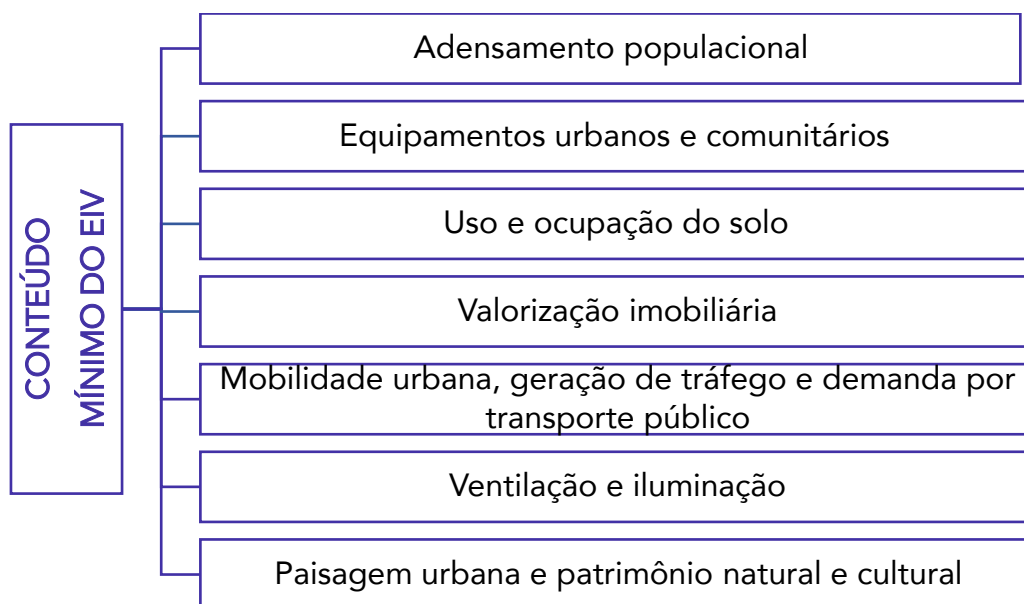 CONTEÚDO
MÍNIMO DO EIV
Adensamento populacional
Equipamentos urbanos e comunitários
Uso e ocupação do solo
Valorização imobiliária
Mobilidade urbana, geração de tráfego e demanda por
transporte público
Ventilação e iluminação
Paisagem urbana e patrimônio natural e cultural